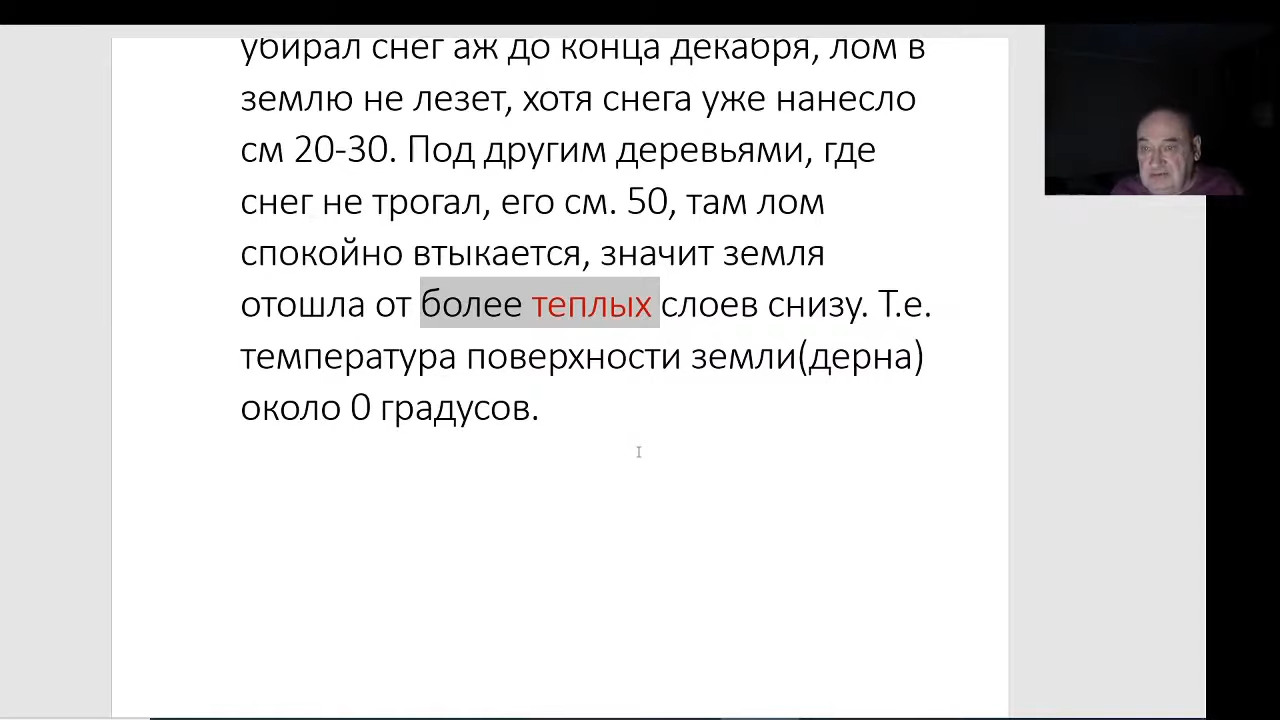 убирал снег аж до конца декабря, лом в
землю не лезет, хотя снега уже нанесло
см 20-30. Под другим деревьями, где
снег не трогал, его см. 50, там лом
спокойно втыкается, значит земля
отошла от более теплых слоев снизу. Т.е.
температура поверхности земли(дерна)
около 0 градусов.